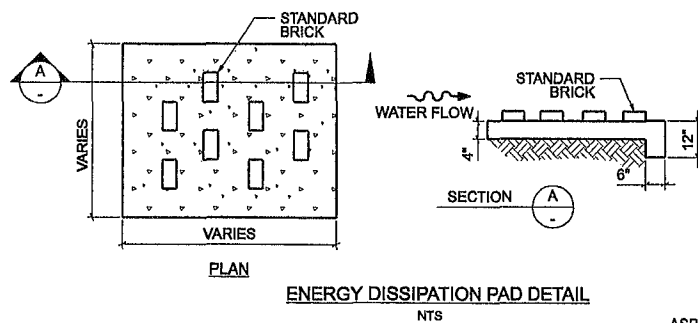 STANDARD
BRICK
A
-
VARIES
VARIES
PLAN
WATER FLOW
STANDARD
BRICK
4"
12"
6"
SECTION
A
-
ENERGY DISSIPATION PAD DETAIL
NTS